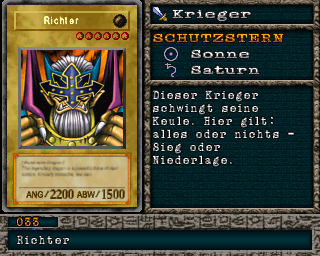 Richter
ANG/2200 ABW/1500
Krieger
SCHUTZSTERN
Sonne
Saturn
Dieser Krieger
schwingt seine
Keule. Hier gilt:
alles oder nichts -
Sieg oder
Niederlage.
033
Richter